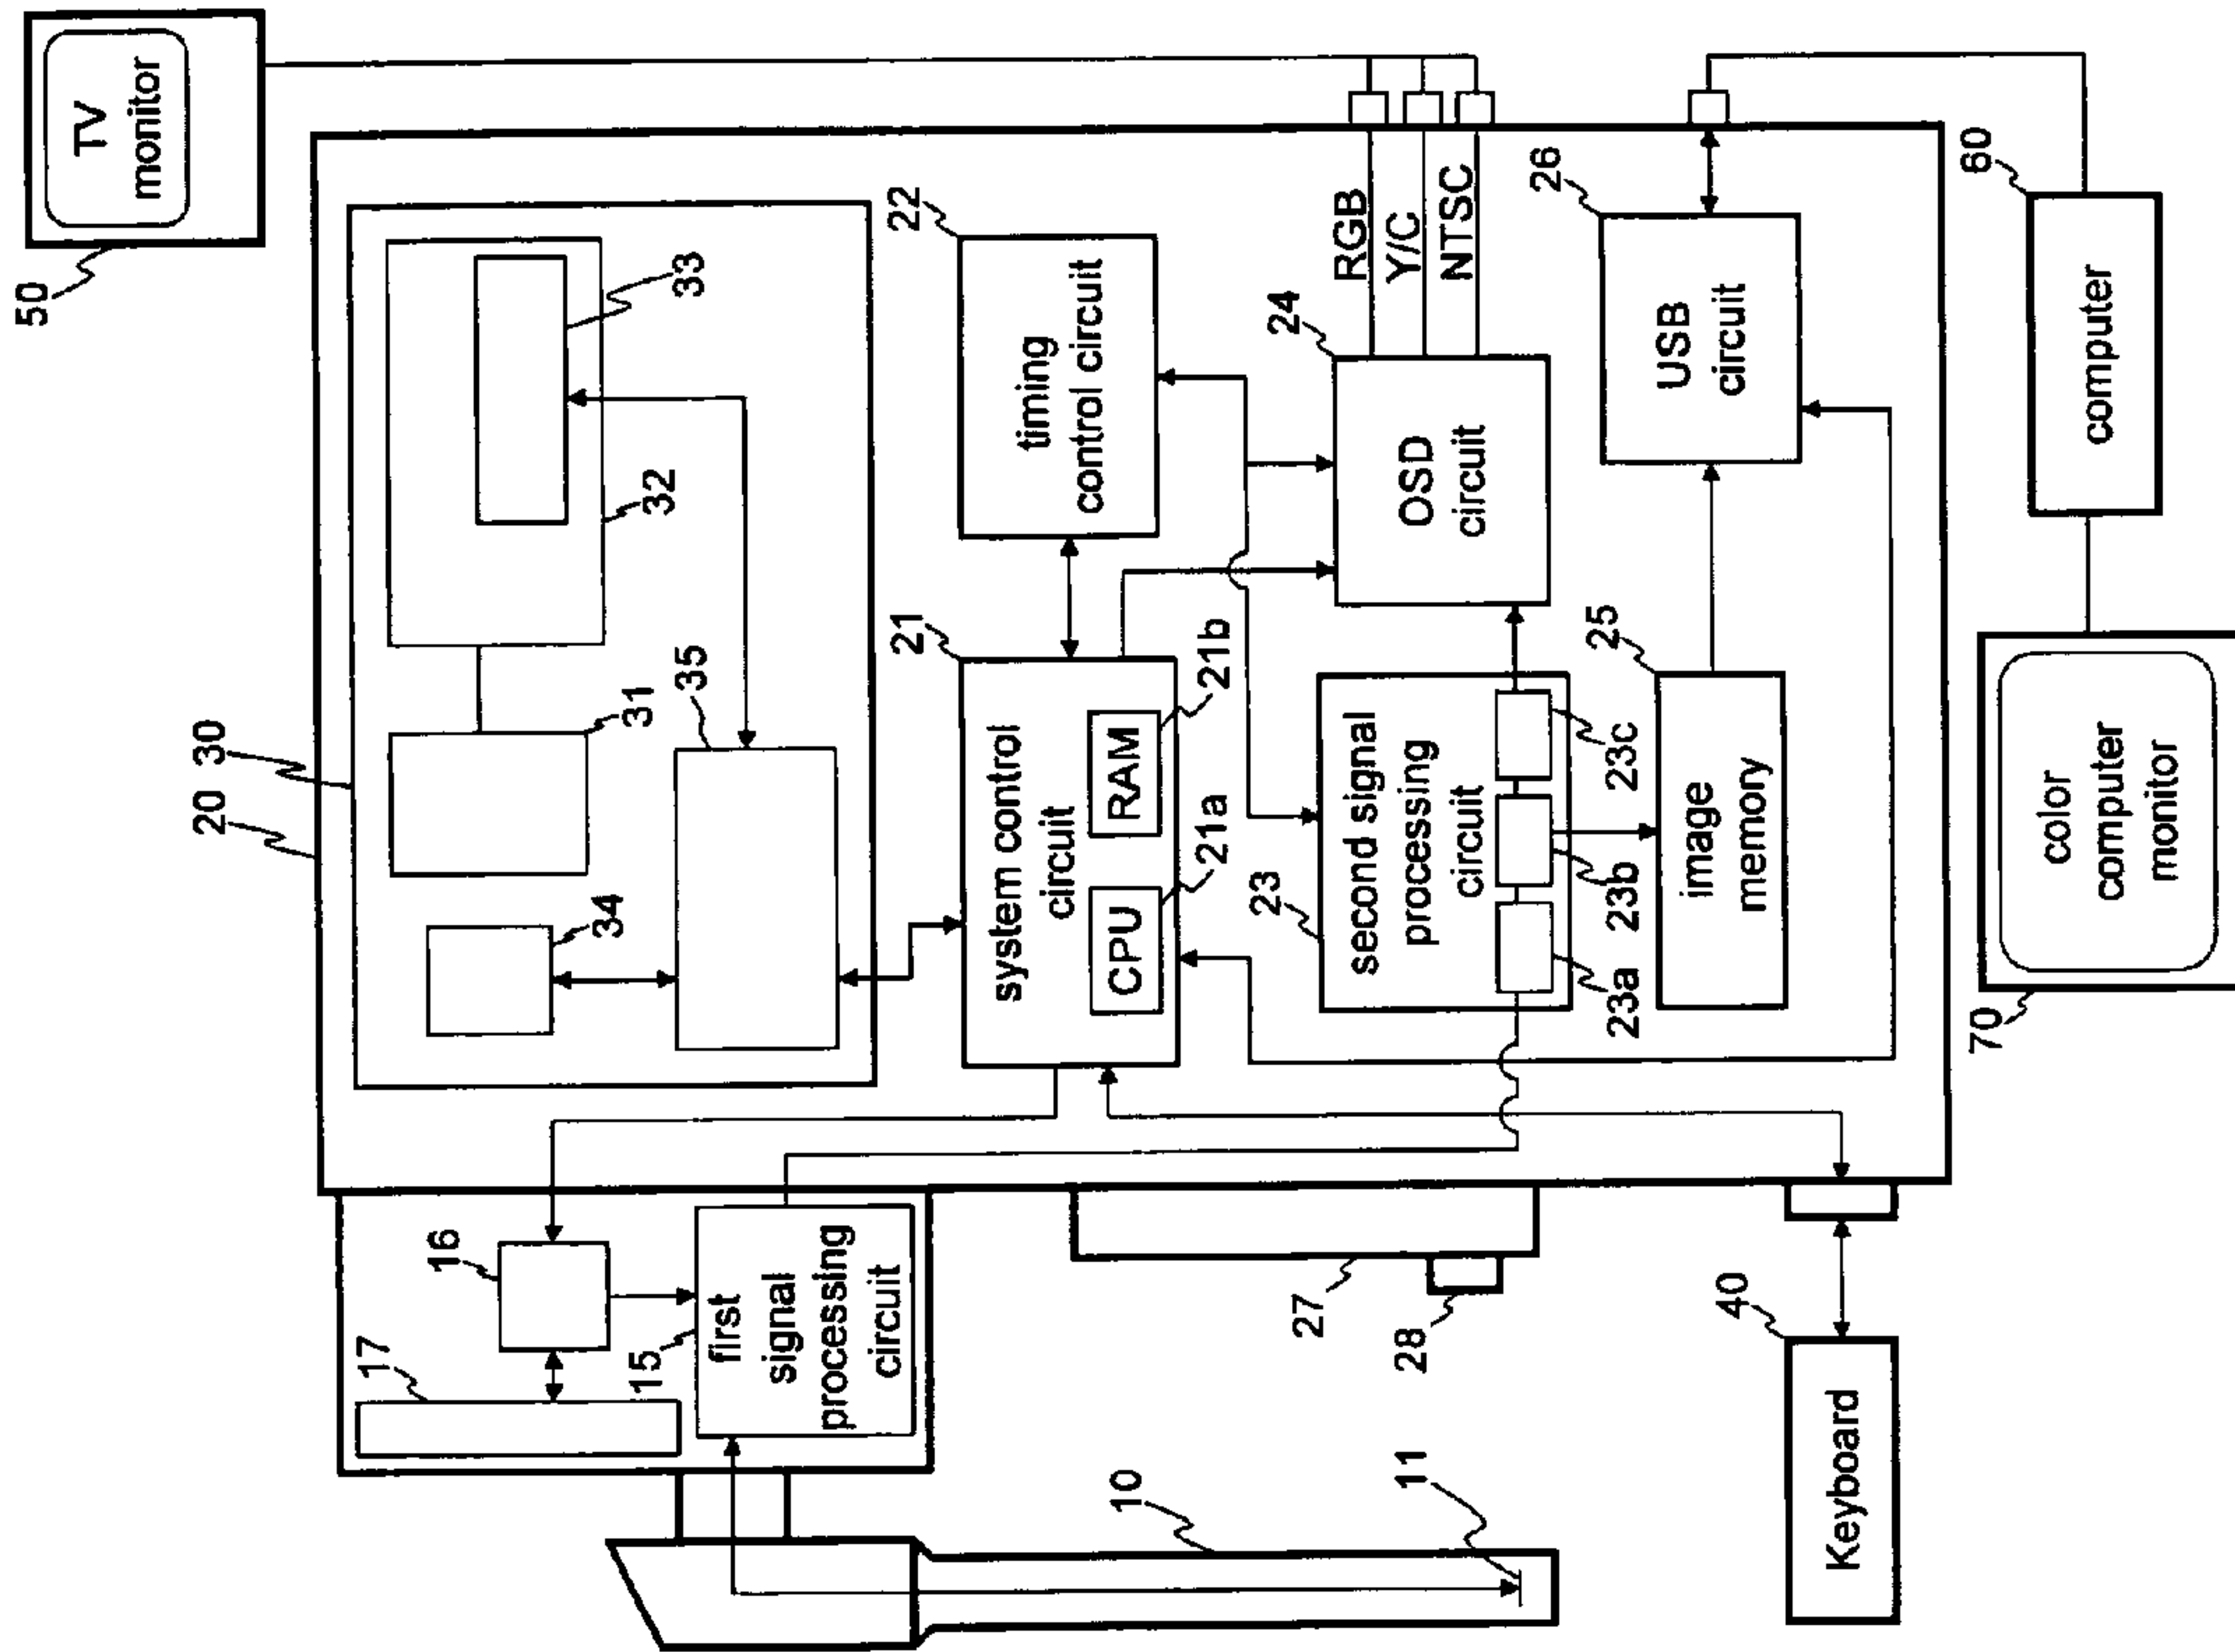 TV
monitor
50
20
30
34
31
35
32
33
17
16
15
first
signal
processing
circuit
system control
circuit
CPU
RAM
21
21a
21b
timing
control circuit
22
second signal
processing
circuit
23
23a
23b
23c
OSD
circuit
24
RGB
Y/C
NTSC
image
memory
25
USB
circuit
26
27
28
10
11
Keyboard
40
color
computer
monitor
70
computer
60